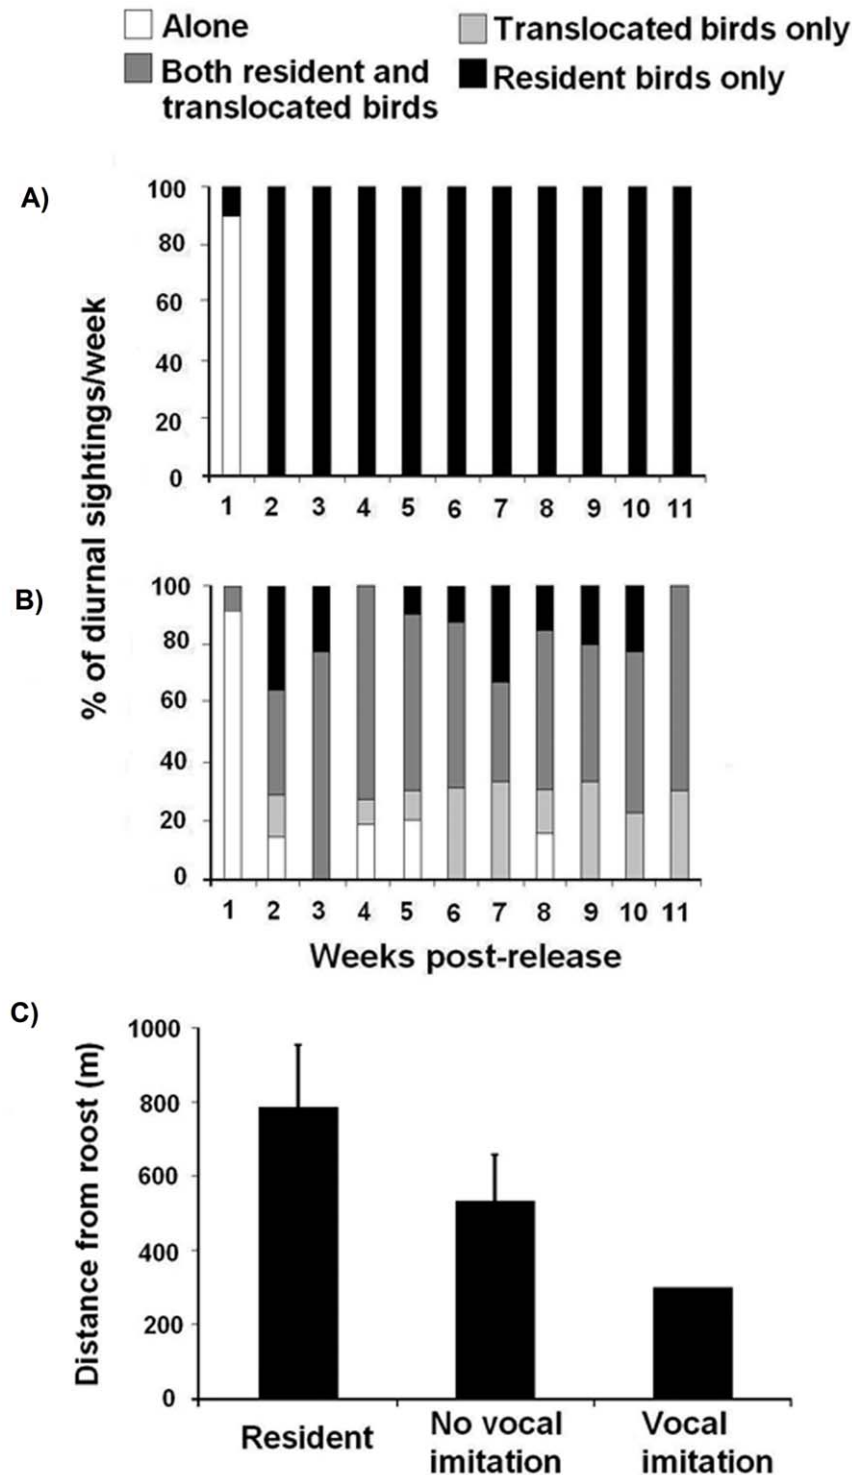 Alone
Translocated birds only
Both resident and
translocated birds
Resident birds only
A)
100
80
60
40
20
0
1 2 3 4 5 6 7 8 9 10 11
% of diurnal sightings/week
B)
100
80
60
40
20
0
1 2 3 4 5 6 7 8 9 10 11
Weeks post-release
C)
Distance from roost (m)
1000
800
600
400
200
0
Resident
No vocal
imitation
Vocal
imitation